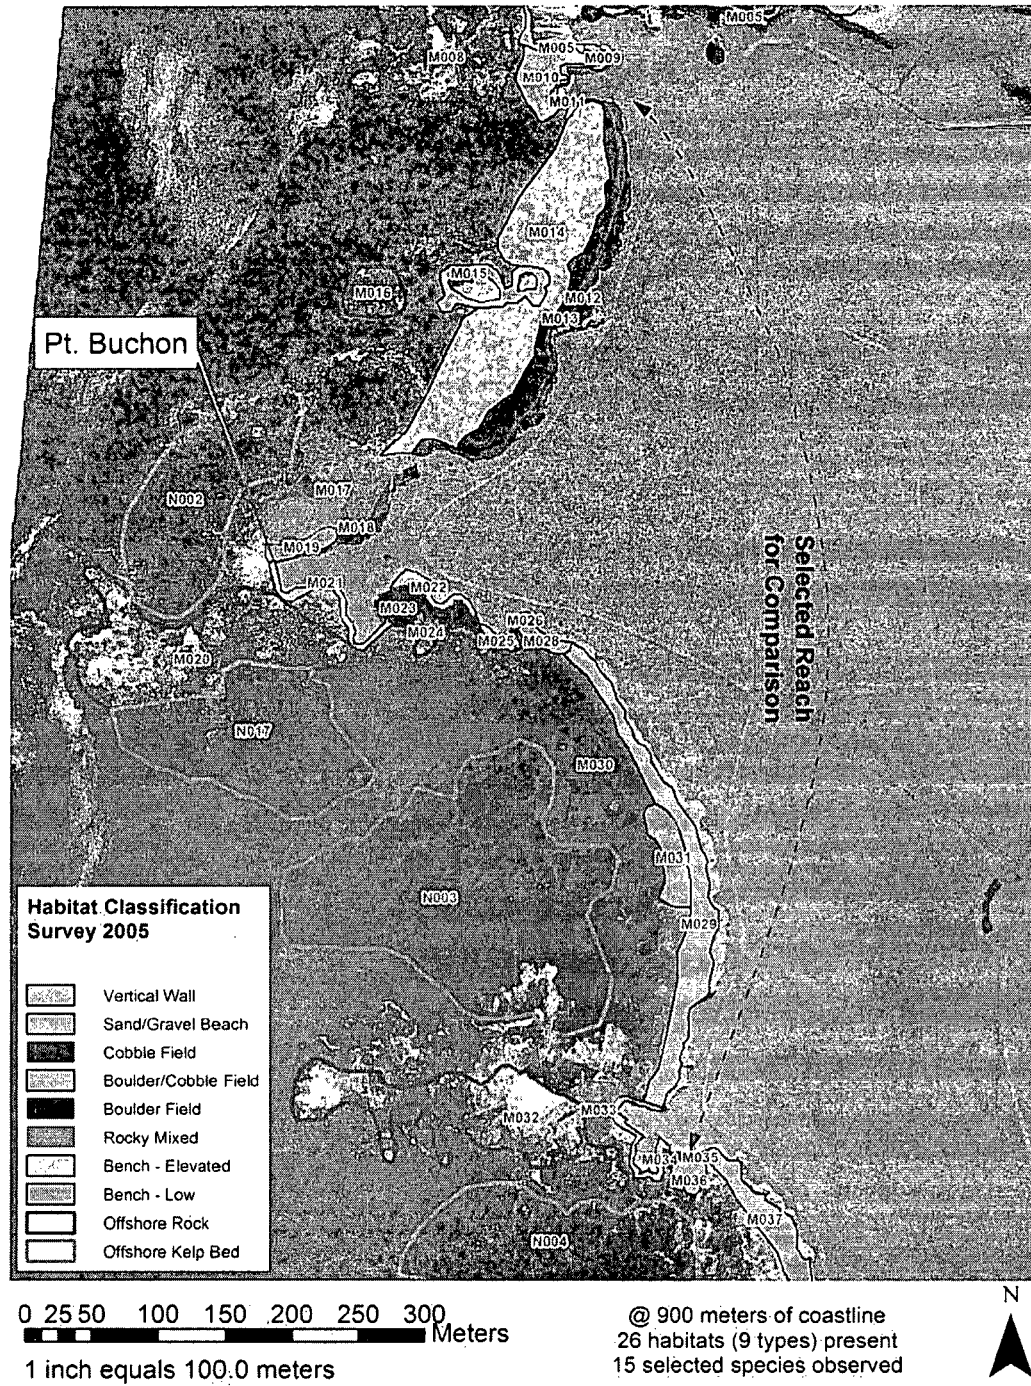 M005
M005
M008
M009
M010
M011
M014
M015
M016
M012
M013
Pt. Buchon
N002
M017
M018
M019
M021
M022
M023
M024
M026
M025
M028
M020
N017
M030
Selected Reach
for Comparison
M031
N003
M029
M032
M033
M035
M036
M037
N004
Habitat Classification
Survey 2005
Vertical Wall
Sand/Gravel Beach
Cobble Field
Boulder/Cobble Field
Boulder Field
Rocky Mixed
Bench - Elevated
Bench - Low
Offshore Rock
Offshore Kelp Bed
0 25 50 100 150 200 250 300
Meters
1 inch equals 100.0 meters
@ 900 meters of coastline
26 habitats (9 types) present
15 selected species observed
N